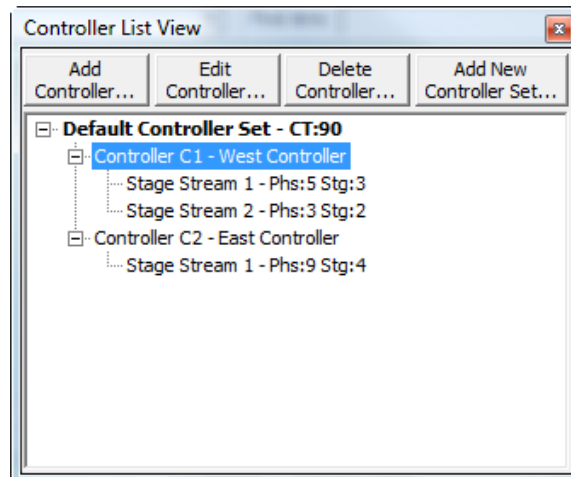 Controller List View
Add Controller...
Edit Controller...
Delete Controller...
Add New Controller Set...
Default Controller Set - CT:90
Controller C1 - West Controller
Stage Stream 1 - Phs:5 Stg:3
Stage Stream 2 - Phs:3 Stg:2
Controller C2 - East Controller
Stage Stream 1 - Phs:9 Stg:4